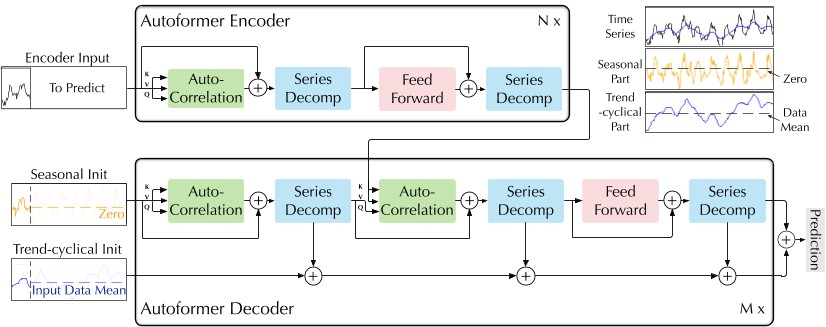 Autoformer Encoder
N x
Encoder Input
To Predict
K
V
Q
Auto-
Correlation
Series
Decomp
Feed
Forward
Series
Decomp
Time
Series
Seasonal
Part
Zero
Trend
-cyclical
Part
Data
Mean
Seasonal Init
Zero
K
V
Q
Auto-
Correlation
Series
Decomp
K
V
Q
Auto-
Correlation
Series
Decomp
Feed
Forward
Series
Decomp
Prediction
Trend-cyclical Init
Input Data Mean
Autoformer Decoder
M x